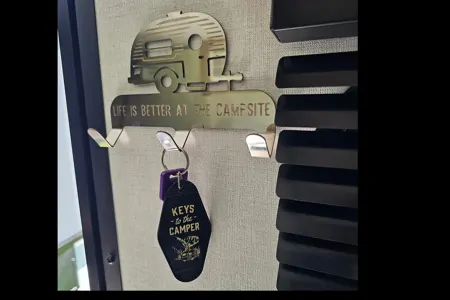 LIFE IS BETTER AT THE CAMPSITE
KEYS
to the
CAMPER